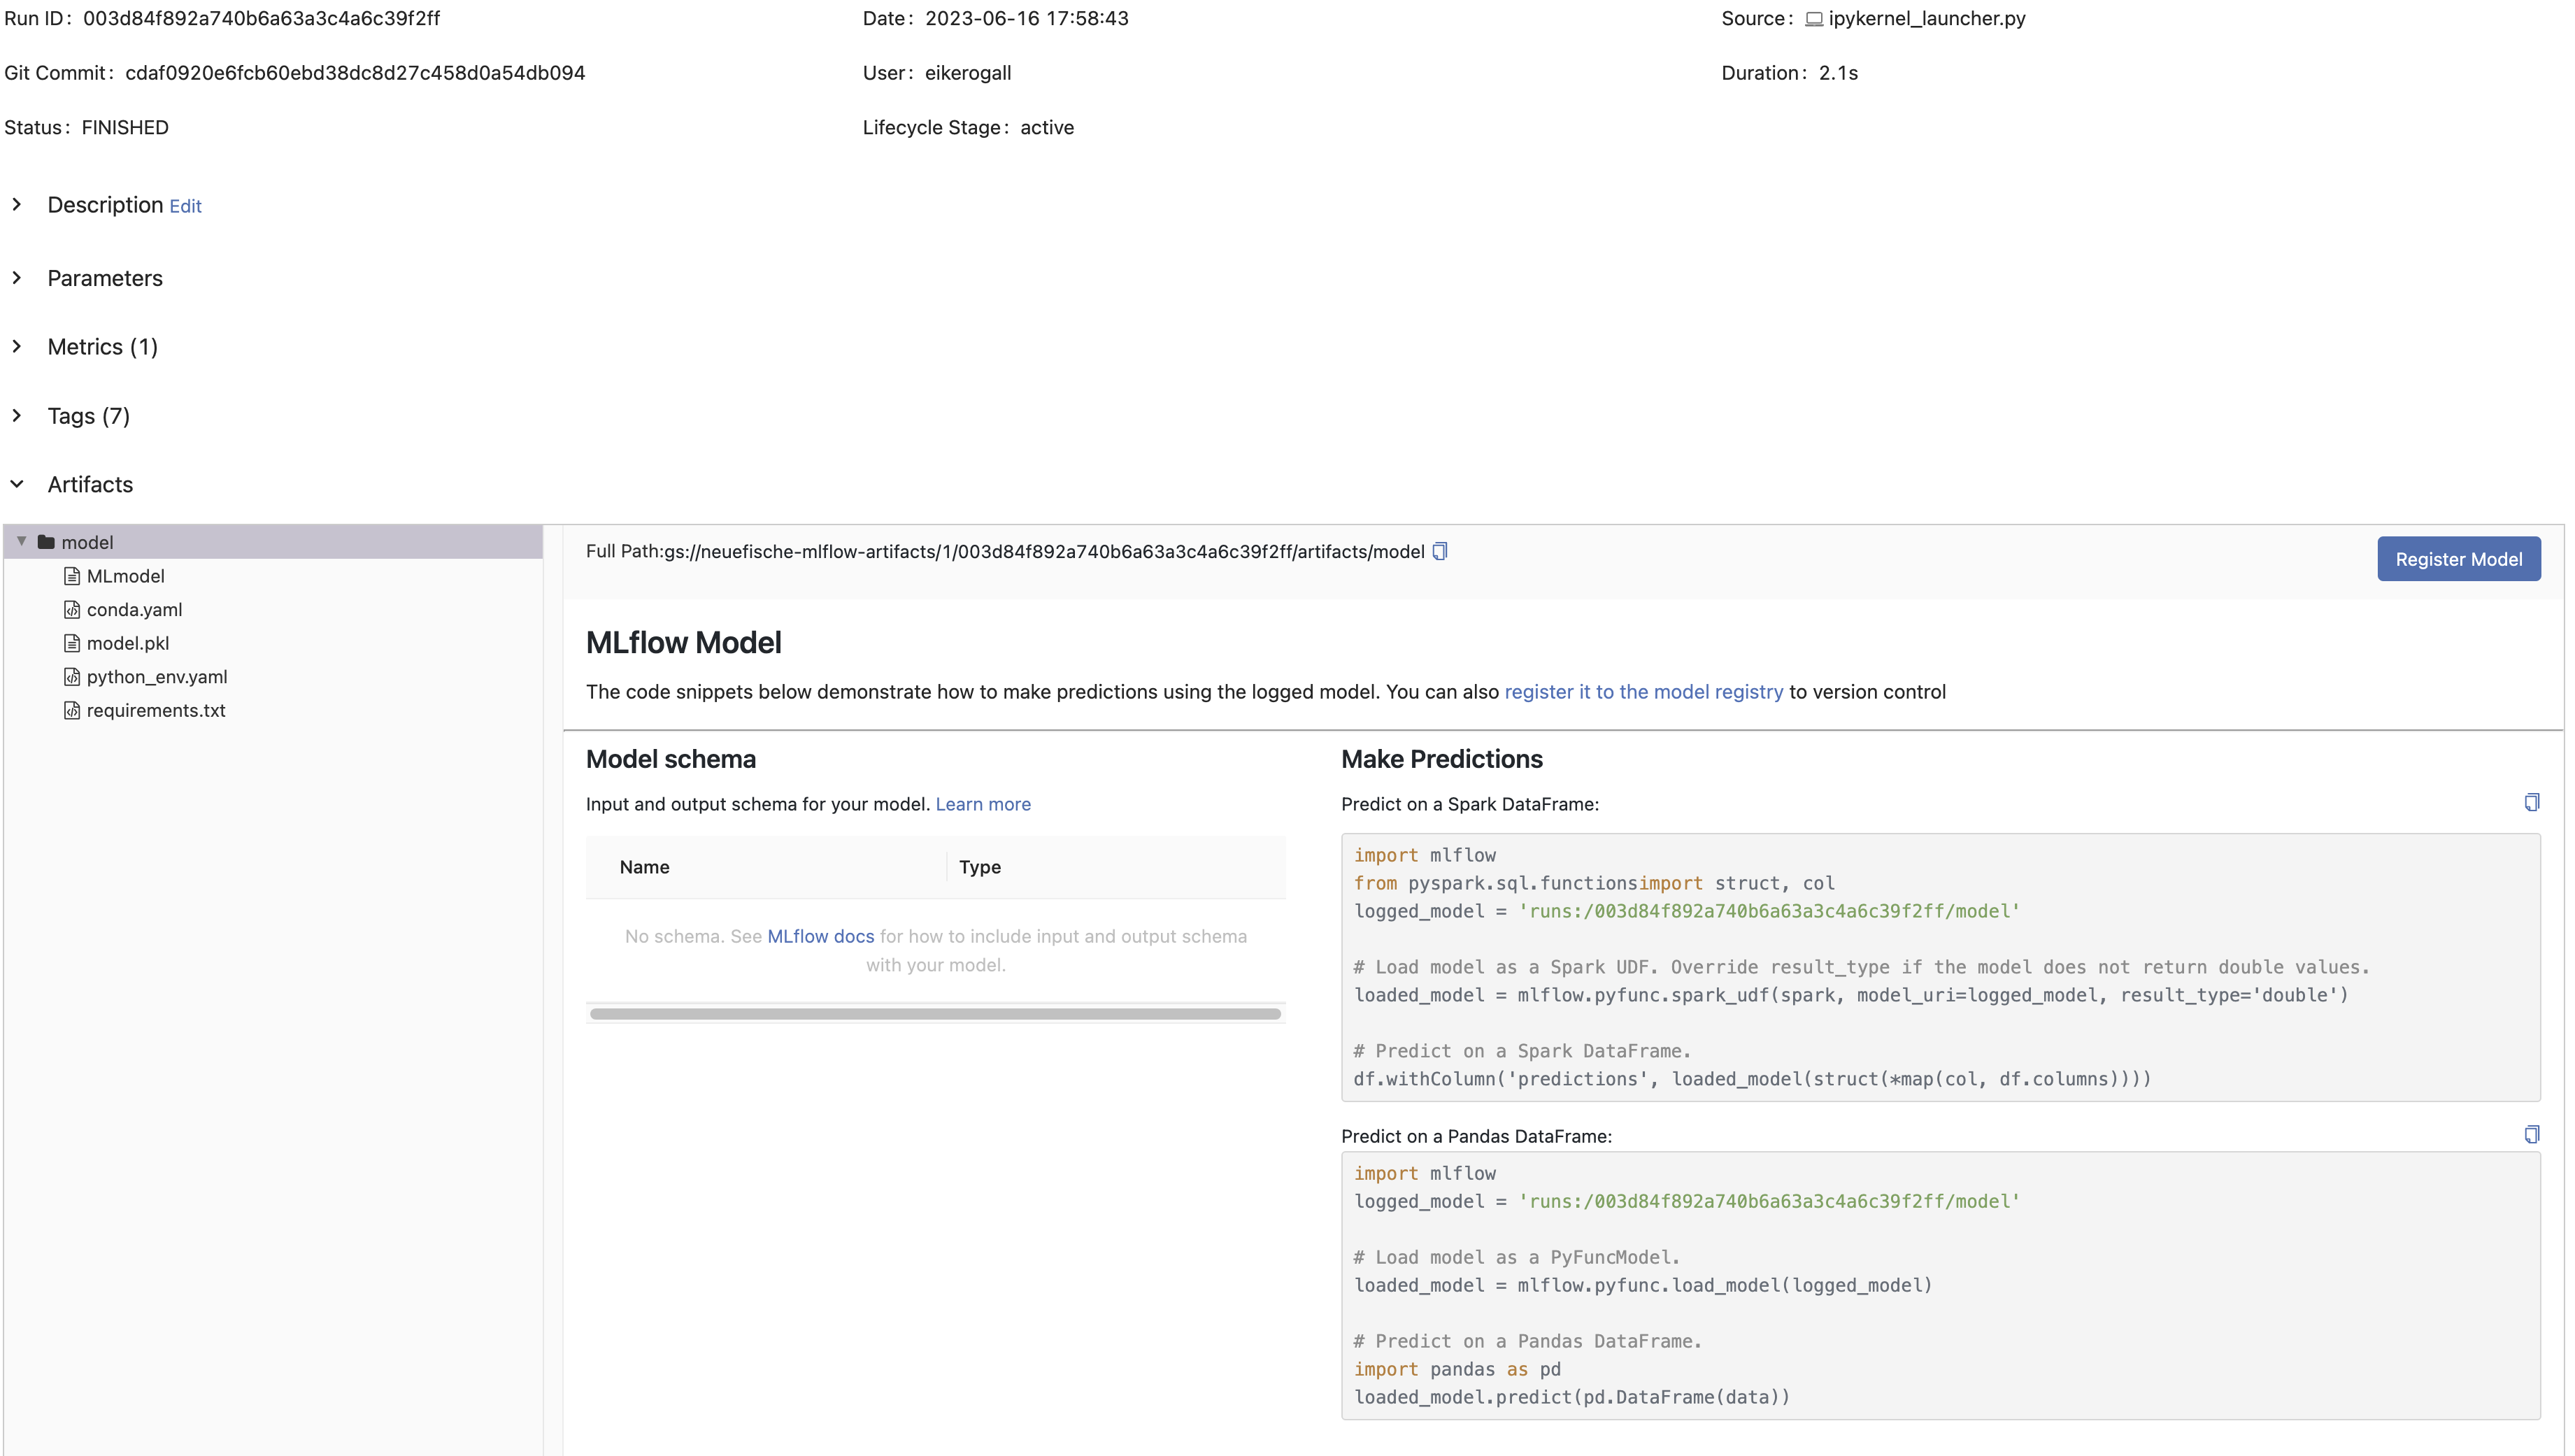 Run ID: 003d84f892a740b6a63a3c4a6c39f2ff
Date: 2023-06-16 17:58:43
Source: ipykernel_launcher.py
Git Commit: cdaf0920e6fcb60ebd38dc8d27c458d0a54db094
User: eikerogall
Duration: 2.1s
Status: FINISHED
Lifecycle Stage: active
Description Edit
Parameters
Metrics (1)
Tags (7)
Artifacts
model
MLmodel
conda.yaml
model.pkl
python_env.yaml
requirements.txt
Full Path:gs://neuefische-mlflow-artifacts/1/003d84f892a740b6a63a3c4a6c39f2ff/artifacts/model
Register Model
MLflow Model
The code snippets below demonstrate how to make predictions using the logged model. You can also register it to the model registry to version control
Model schema
Input and output schema for your model. Learn more
Name Type
No schema. See MLflow docs for how to include input and output schema
with your model.
Make Predictions
Predict on a Spark DataFrame:
import mlflow
from pyspark.sql.functionsimport struct, col
logged_model = 'runs:/003d84f892a740b6a63a3c4a6c39f2ff/model'
# Load model as a Spark UDF. Override result_type if the model does not return double values.
loaded_model = mlflow.pyfunc.spark_udf(spark, model_uri=logged_model, result_type='double')
# Predict on a Spark DataFrame.
df.withColumn('predictions', loaded_model(struct(*map(col, df.columns))))
Predict on a Pandas DataFrame:
import mlflow
logged_model = 'runs:/003d84f892a740b6a63a3c4a6c39f2ff/model'
# Load model as a PyFuncModel.
loaded_model = mlflow.pyfunc.load_model(logged_model)
# Predict on a Pandas DataFrame.
import pandas as pd
loaded_model.predict(pd.DataFrame(data))